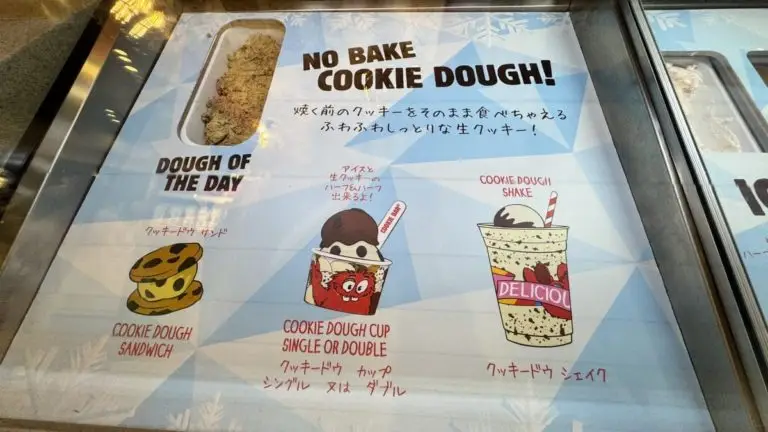 NO BAKE
COOKIE DOUGH!
焼く前のクッキーをそのまま食べちゃえる
ふわふわしっとりな生クッキー!
DOUGH OF
THE DAY
クッキードウ サンド
COOKIE DOUGH
SANDWICH
アイスと
生クッキーの
ハーフ&ハーフ
出来るよ!
COOKIE BAR
COOKIE DOUGH CUP
SINGLE OR DOUBLE
クッキードウ カップ
シングル 又は ダブル
COOKIE DOUGH
SHAKE
DELICIOU
クッキードウ シェイク